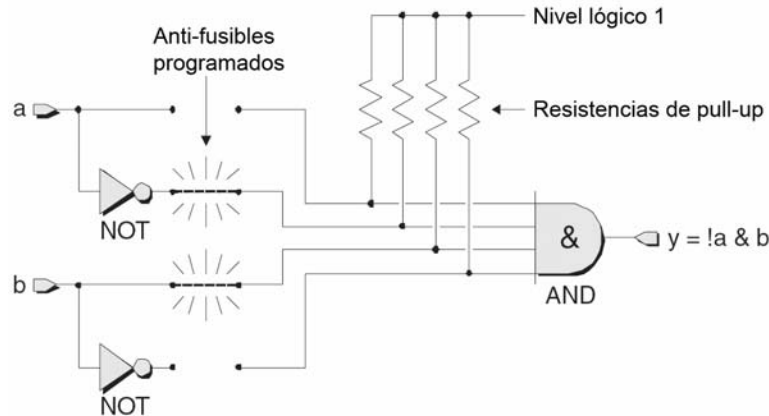 Nivel lógico 1
Anti-fusibles
programados
a
Resistencias de pull-up
NOT
&
y = !a & b
b
AND
NOT